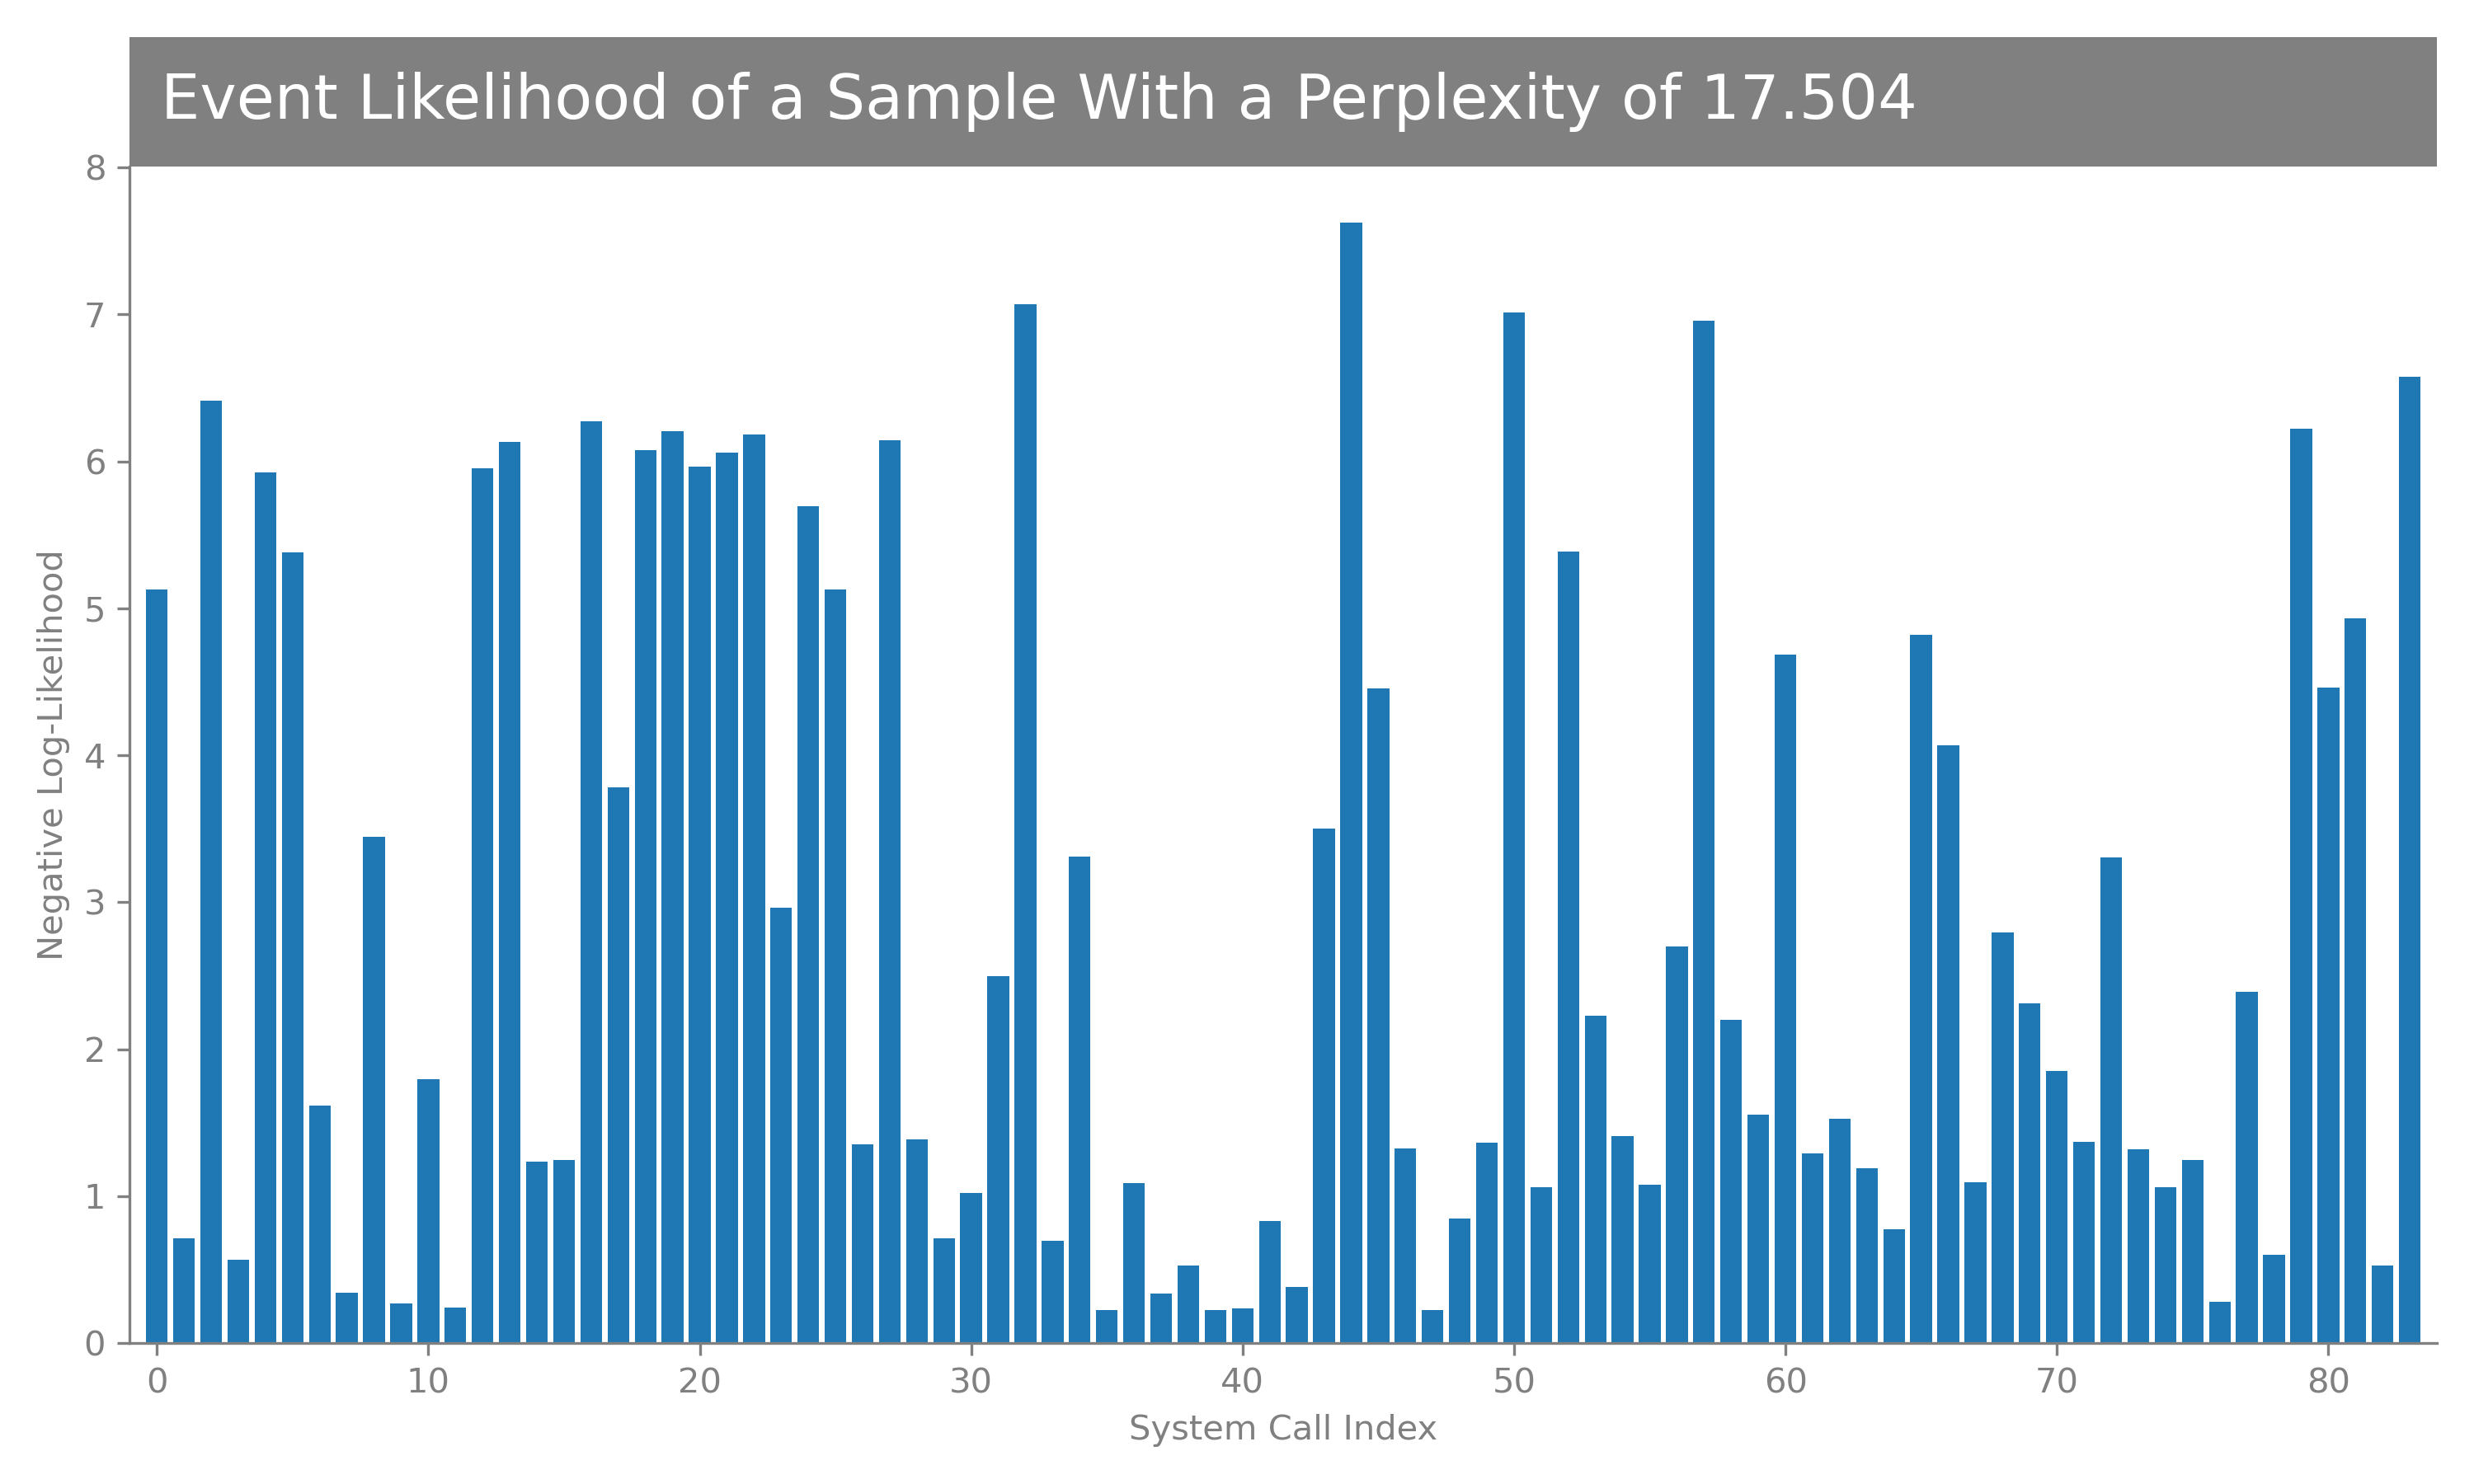 Event Likelihood of a Sample With a Perplexity of 17.504
8
7
6
5
4
3
2
1
0
Negative Log-Likelihood
0 10 20 30 40 50 60 70 80
System Call Index